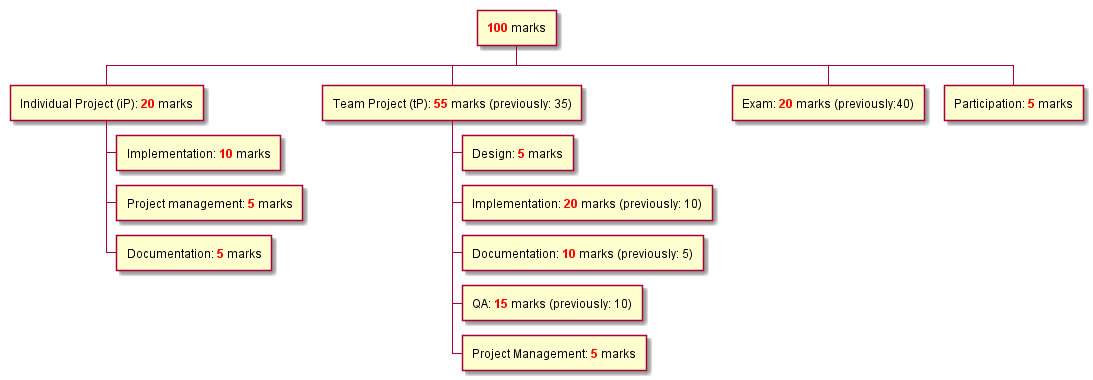 100 marks
Individual Project (iP): 20 marks
Team Project (tP): 55 marks (previously: 35)
Exam: 20 marks (previously:40)
Participation: 5 marks
Implementation: 10 marks
Project management: 5 marks
Documentation: 5 marks
Design: 5 marks
Implementation: 20 marks (previously: 10)
Documentation: 10 marks (previously: 5)
QA: 15 marks (previously: 10)
Project Management: 5 marks